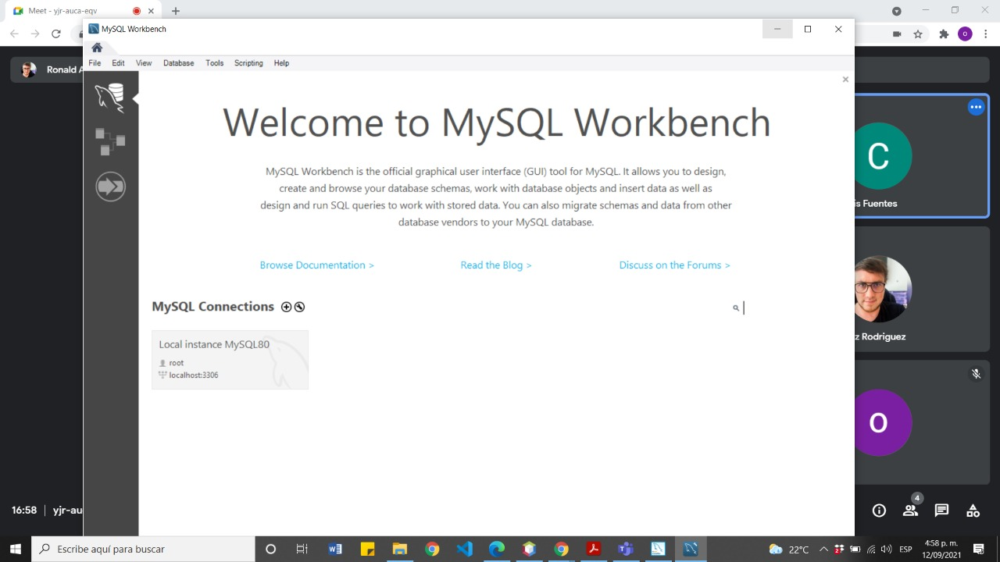 Meet - yjr-auca-eqv
MySQL Workbench
File Edit View Database Tools Scripting Help
Ronald A
Welcome to MySQL Workbench
MySQL Workbench is the official graphical user interface (GUI) tool for MySQL. It allows you to design,
create and browse your database schemas, work with database objects and insert data as well as
design and run SQL queries to work with stored data. You can also migrate schemas and data from other
database vendors to your MySQL database.
Browse Documentation > Read the Blog > Discuss on the Forums >
MySQL Connections
Local instance MySQL80
root
localhost:3306
C
is Fuentes
z Rodriguez
o
16:58 | yjr-au
4
Escribe aquí para buscar
22°C
ESP
4:58 p. m.
12/09/2021